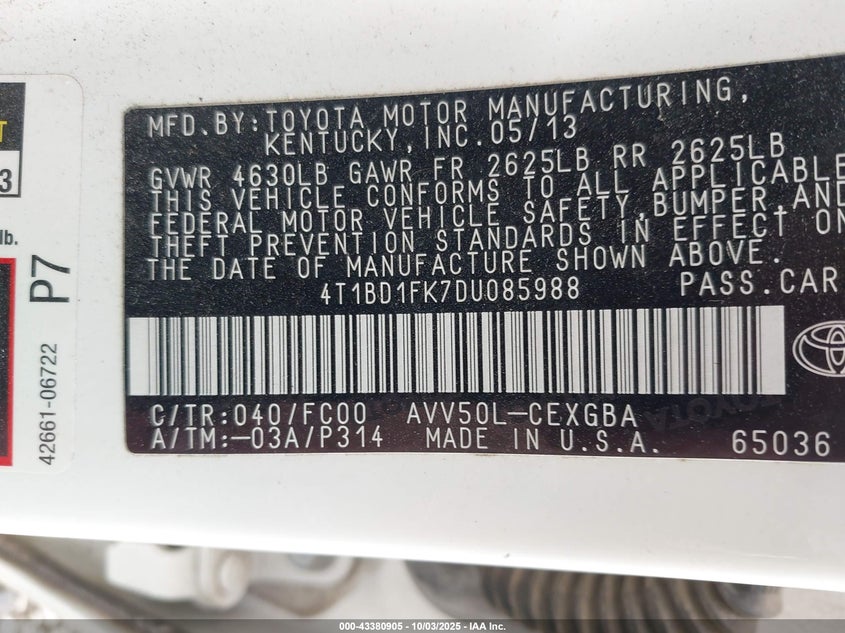 T
3
lb.
P7
42661-06722
MFD.BY:TOYOTA MOTOR MANUFACTURING,
KENTUCKY,INC.05/13
GVWR 4630LB GAWR FR 2625LB RR 2625LB
THIS VEHICLE CONFORMS TO ALL APPLICABLE
FEDERAL MOTOR VEHICLE SAFETY,BUMPER,AND
THEFT PREVENTION STANDARDS IN EFFECT ON
THE DATE OF MANUFACTURE SHOWN ABOVE.
4T1BD1FK7DU085988 PASS.CAR
C/TR:040/FC00 AVV50L-CEXGBA
A/TM:-03A/P314 MADE IN U.S.A. 65036
TOYOTA
000-43380905 - 10/03/2025 - IAA Inc.